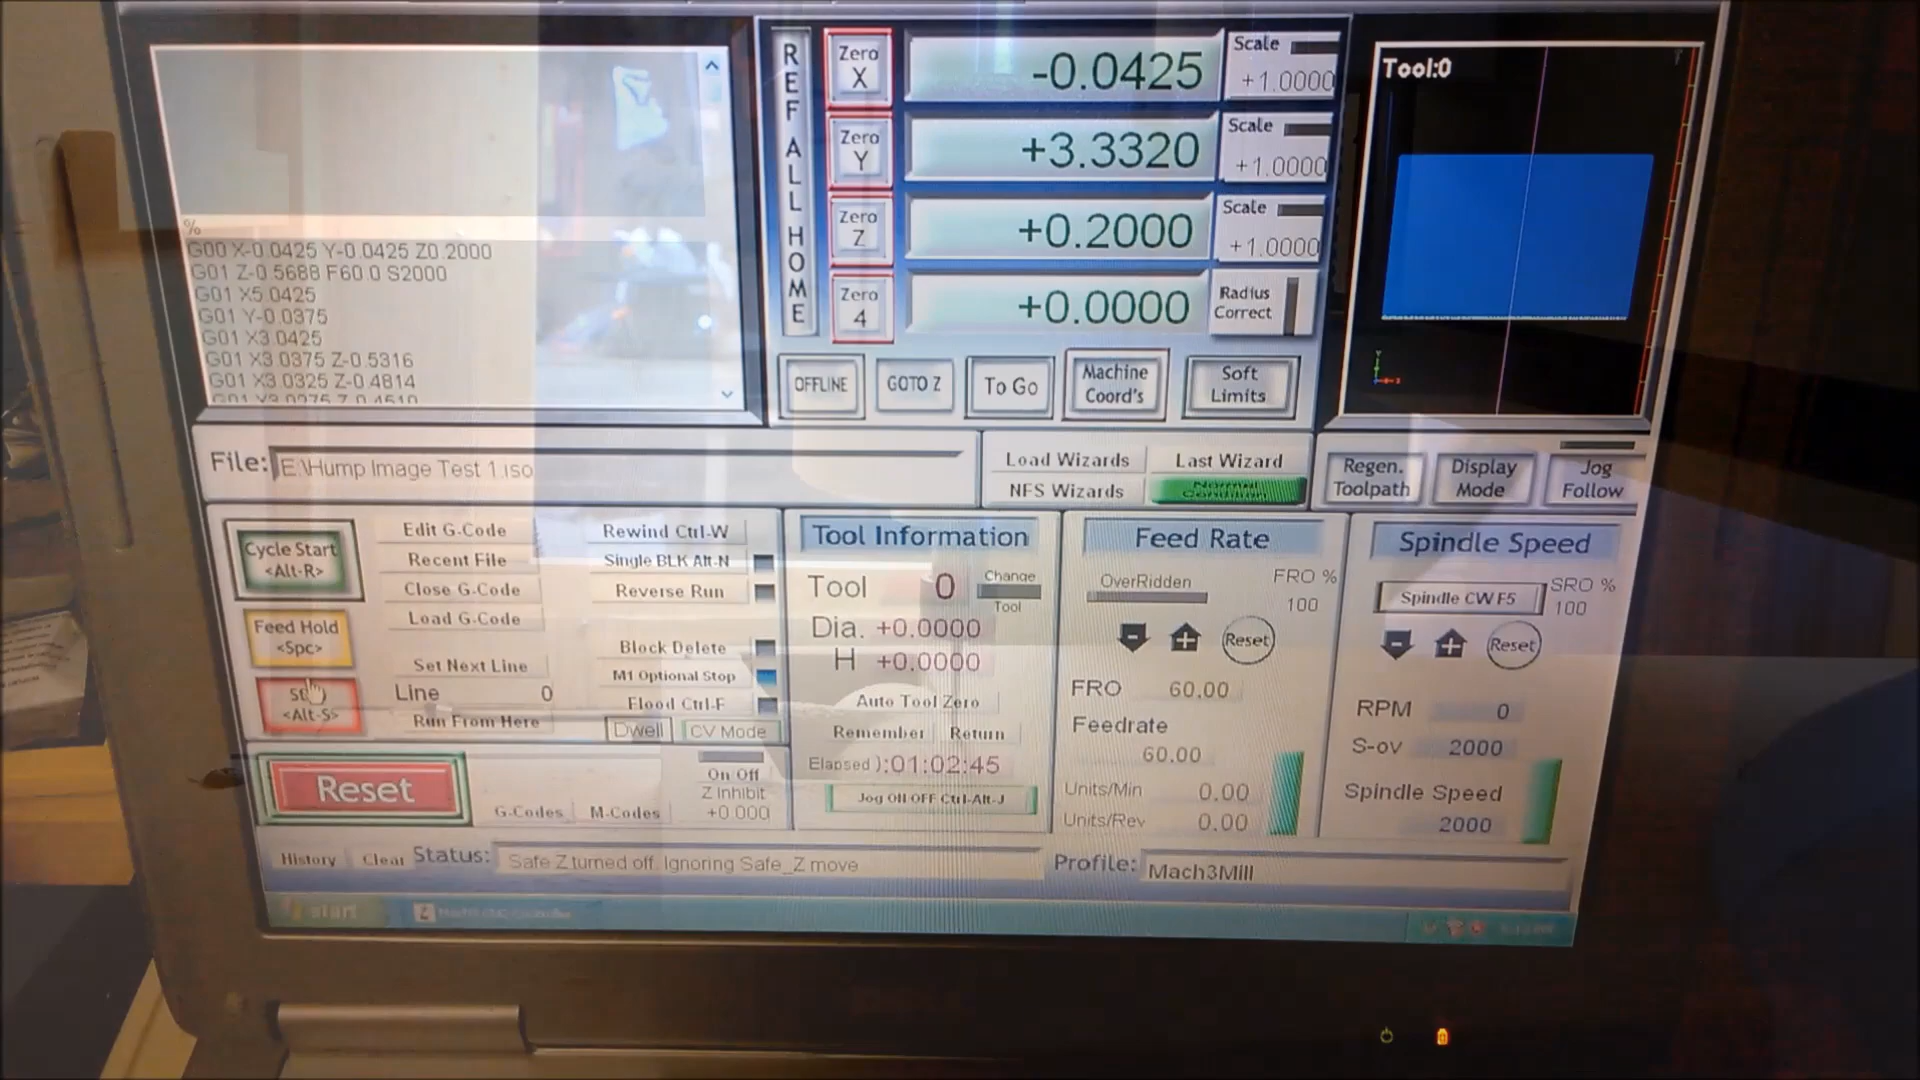 %
G00 X-0.0425 Y-0.0425 Z0.2000
G01 Z-0.5688 F60.0 S2000
G01 X5.0425
G01 Y-0.0375
G01 X3.0425
G01 X3.0375 Z-0.5316
G01 X3.0325 Z-0.4814
REF ALL HOME
Zero X
-0.0425
Scale
+1.0000
Zero Y
+3.3320
Scale
+1.0000
Zero Z
+0.2000
Scale
+1.0000
Zero 4
+0.0000
Radius Correct
OFFLINE
GOTO Z
To Go
Machine Coord's
Soft Limits
Tool:0
File:
E:\Hump Image Test 1.iso
Load Wizards
Last Wizard
NFS Wizards
Normal Condition
Regen. Toolpath
Display Mode
Jog Follow
Cycle Start
<Alt-R>
Feed Hold
<Spc>
<Alt-S>
Edit G-Code
Recent File
Close G-Code
Load G-Code
Set Next Line
Line 0
Run From Here
Rewind Ctrl-W
Single BLK Alt-N
Reverse Run
Block Delete
M1 Optional Stop
Flood Ctrl-F
Dwell
CV Mode
Reset
G-Codes
M-Codes
On Off
Z Inhibit
+0.000
Tool Information
Tool 0
Change Tool
Dia. +0.0000
H +0.0000
Auto Tool Zero
Remember
Return
Elapsed ):01:02:45
Jog ON OFF Ctrl-Alt-J
Feed Rate
OverRidden
FRO %
100
Reset
FRO 60.00
Feedrate
60.00
Units/Min 0.00
Units/Rev 0.00
Spindle Speed
Spindle CW F5
SRO %
100
Reset
RPM 0
S-ov 2000
Spindle Speed
2000
History
Clear
Status:
Safe Z turned off. Ignoring Safe_Z move
Profile:
Mach3Mill
start